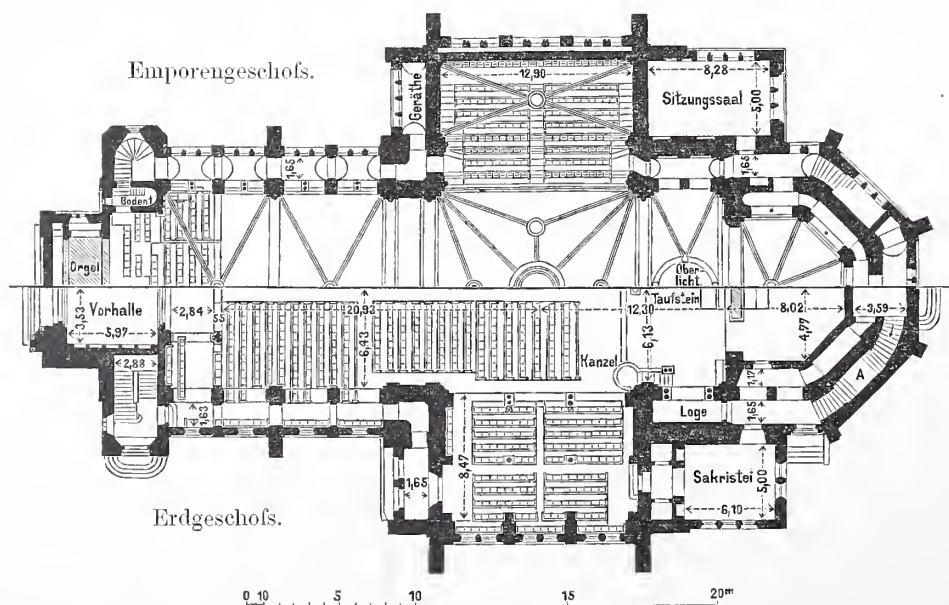 Emporengeschofs.
Geräthe
12,90
8,28
Sitzungssaal
5,00
1,65
1,65
Bodent.
Orgel
Ober-
licht
Taufstein
Vorhalle
3,53
5,97
2,84
55
20,93
12,30
8,02
3,59
6,43
6,13
4,77
Kanzel
2,88
1,17
A
1,63
Loge
1,65
8,47
1,65
Sakristei
5,00
6,10
Erdgeschofs.
0 10 5 10 15 20m